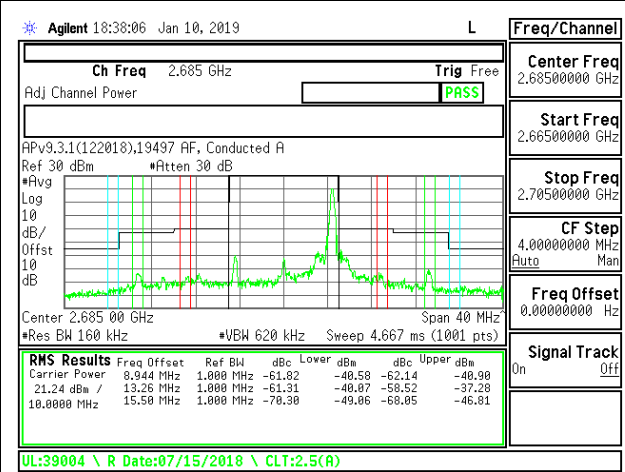 Agilent 18:38:06 Jan 10, 2019 L
Freq/Channel
Ch Freq 2.685 GHz Trig Free
Adj Channel Power PASS
Center Freq
2.68500000 GHz
Start Freq
2.66500000 GHz
Stop Freq
2.70500000 GHz
CF Step
4.00000000 MHz
Auto Man
Freq Offset
0.00000000 Hz
Signal Track
On Off
APv9.3.1(122018),19497 AF, Conducted A
Ref 30 dBm #Atten 30 dB
#Avg
Log
10
dB/
Offst
10
dB
Center 2.685 00 GHz Span 40 MHz^
#Res BW 160 kHz #VBW 620 kHz Sweep 4.667 ms (1001 pts)
RMS Results Freq Offset Ref BW dBc Lower dBm dBc Upper dBm
Carrier Power 8.944 MHz 1.000 MHz -61.82 -40.58 -62.14 -40.90
21.24 dBm / 13.26 MHz 1.000 MHz -61.31 -40.07 -58.52 -37.28
10.0000 MHz 15.50 MHz 1.000 MHz -70.30 -49.06 -68.05 -46.81
UL:39004 \ R Date:07/15/2018 \ CLT:2.5(A)